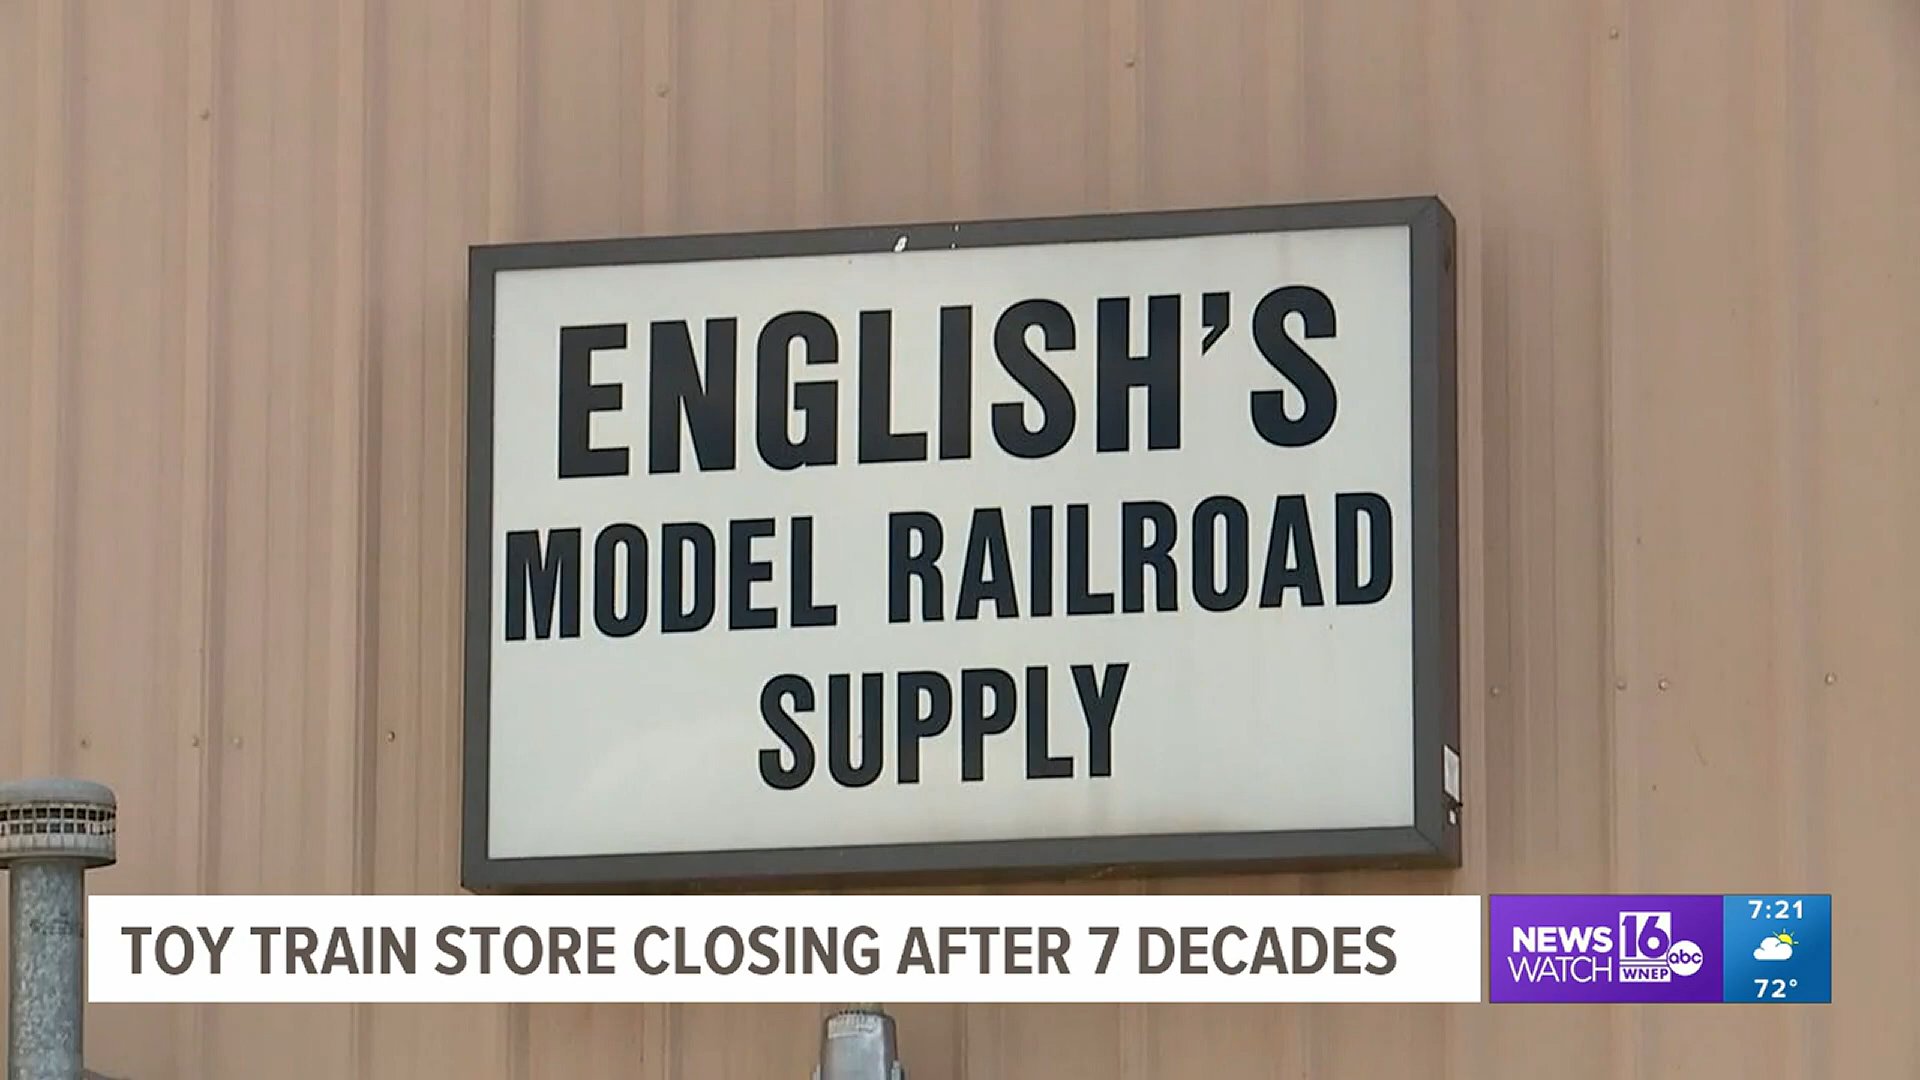 ENGLISH'S
MODEL RAILROAD
SUPPLY
TOY TRAIN STORE CLOSING AFTER 7 DECADES
NEWS 16
WATCH WNEP abc
7:21
72°